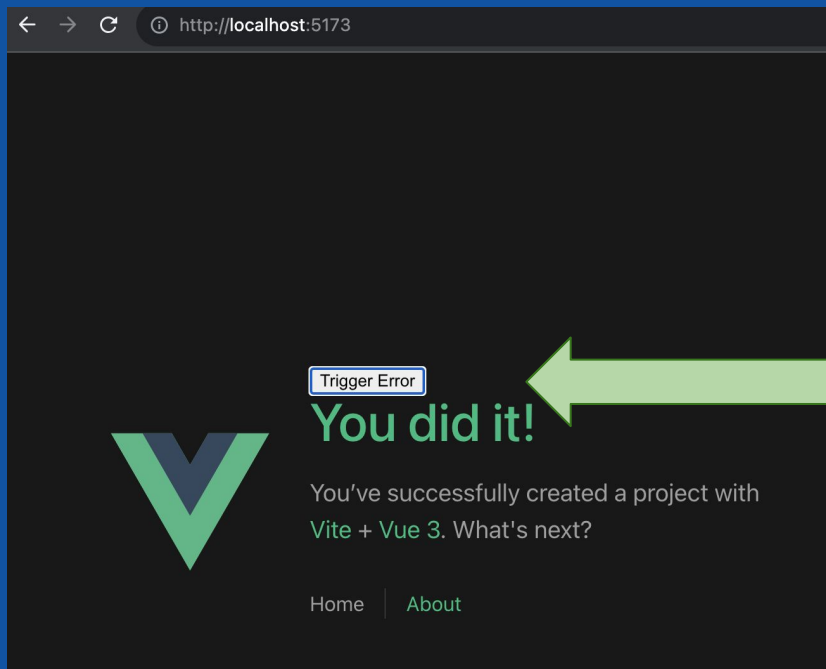 http://localhost:5173
Trigger Error
You did it!
You’ve successfully created a project with
Vite + Vue 3. What's next?
Home About